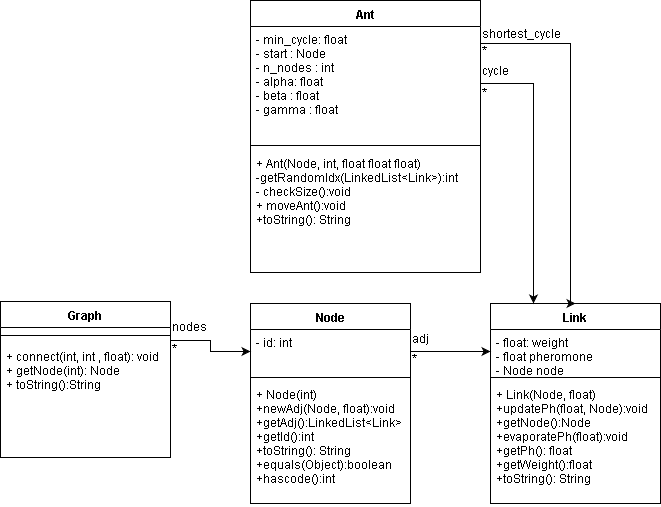 Ant
- min_cycle: float
- start : Node
- n_nodes : int
- alpha: float
- beta : float
- gamma : float
+ Ant(Node, int, float float float)
-getRandomIdx(LinkedList<Link>):int
- checkSize():void
+ moveAnt():void
+toString(): String
shortest_cycle
*
cycle
*
Graph
+ connect(int, int , float): void
+ getNode(int): Node
+ toString():String
nodes
*
Node
- id: int
+ Node(int)
+newAdj(Node, float):void
+getAdj():LinkedList<Link>
+getId():int
+toString(): String
+equals(Object):boolean
+hascode():int
adj
*
Link
- float: weight
- float pheromone
- Node node
+ Link(Node, float)
+updatePh(float, Node):void
+getNode():Node
+evaporatePh(float):void
+getPh(): float
+getWeight():float
+toString(): String